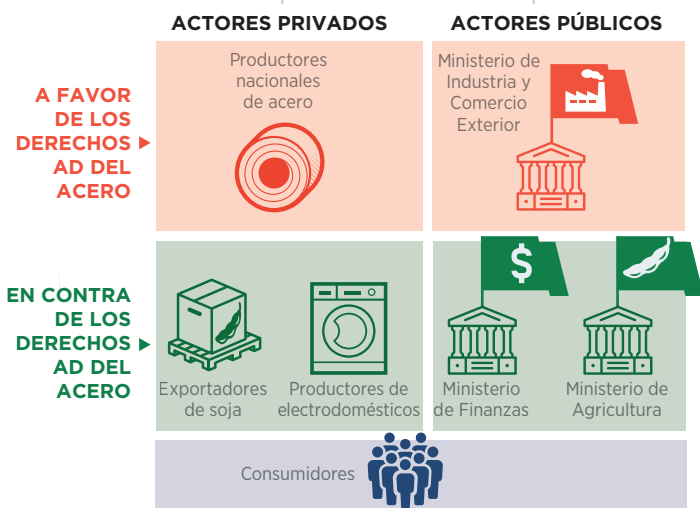 ACTORES PRIVADOS
ACTORES PÚBLICOS
A FAVOR
DE LOS
DERECHOS
AD DEL
ACERO
Productores
nacionales
de acero
Ministerio de
Industria y
Comercio
Exterior
EN CONTRA
DE LOS
DERECHOS
AD DEL
ACERO
$
Exportadores
de soja
Productores de
electrodomésticos
Ministerio
de Finanzas
Ministerio de
Agricultura
Consumidores